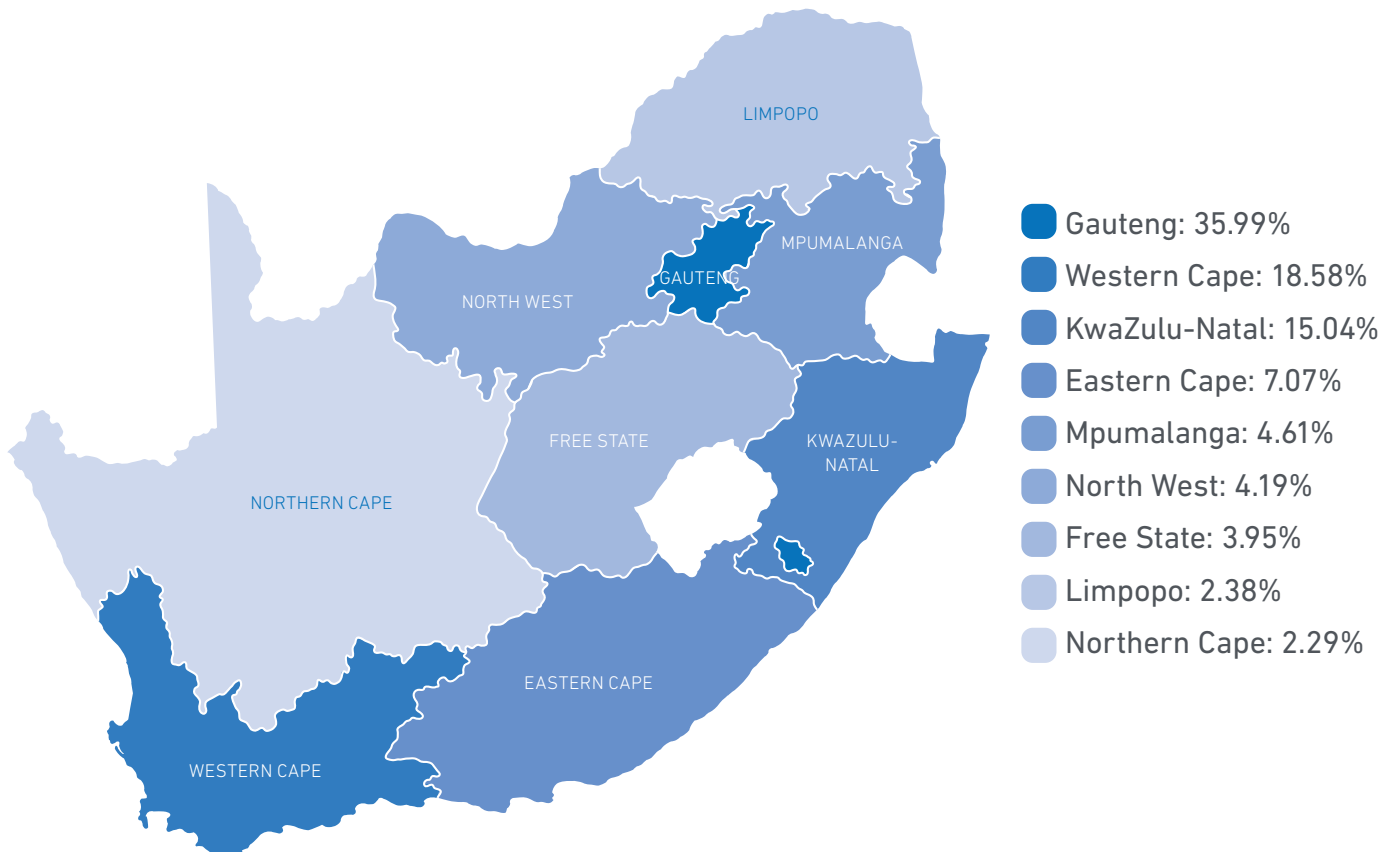 LIMPOPO
MPUMALANGA
GAUTENG
NORTH WEST
FREE STATE
KWAZULU-
NATAL
NORTHERN CAPE
EASTERN CAPE
WESTERN CAPE
Gauteng: 35.99%
Western Cape: 18.58%
KwaZulu-Natal: 15.04%
Eastern Cape: 7.07%
Mpumalanga: 4.61%
North West: 4.19%
Free State: 3.95%
Limpopo: 2.38%
Northern Cape: 2.29%